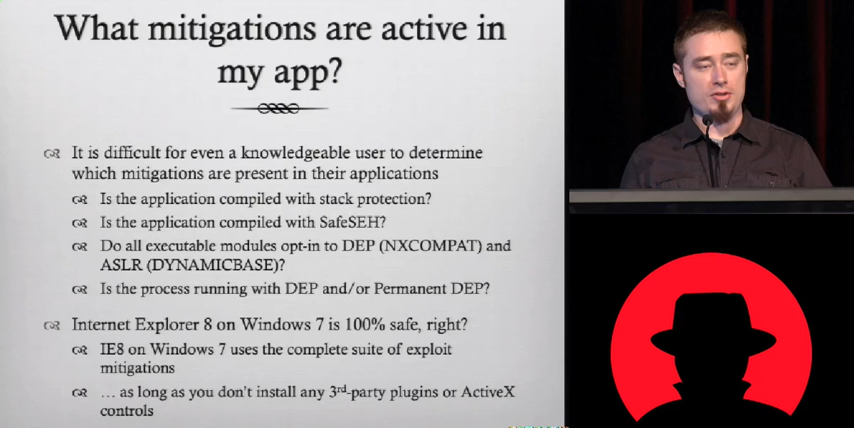 What mitigations are active in
my app?
It is difficult for even a knowledgeable user to determine
which mitigations are present in their applications
Is the application compiled with stack protection?
Is the application compiled with SafeSEH?
Do all executable modules opt-in to DEP (NXCOMPAT) and
ASLR (DYNAMICBASE)?
Is the process running with DEP and/or Permanent DEP?
Internet Explorer 8 on Windows 7 is 100% safe, right?
IE8 on Windows 7 uses the complete suite of exploit
mitigations
… as long as you don't install any 3rd-party plugins or ActiveX
controls